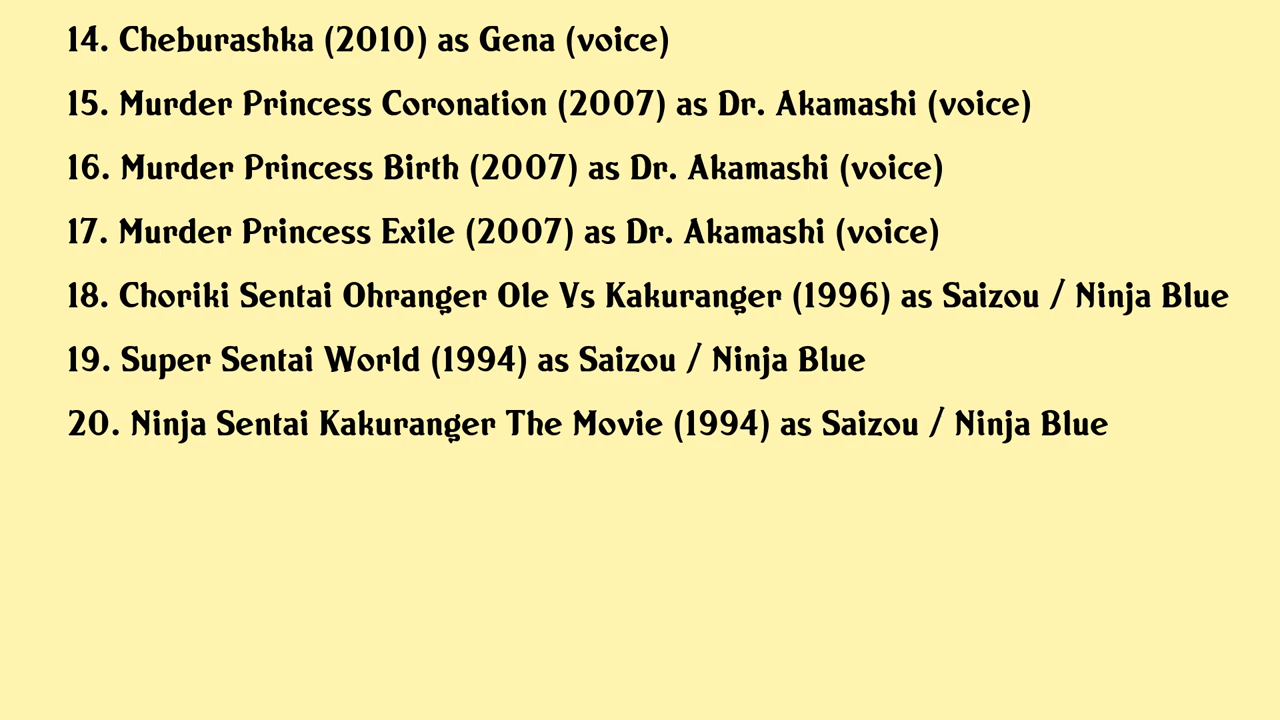 14. Cheburashka (2010) as Gena (voice)
15. Murder Princess Coronation (2007) as Dr. Akamashi (voice)
16. Murder Princess Birth (2007) as Dr. Akamashi (voice)
17. Murder Princess Exile (2007) as Dr. Akamashi (voice)
18. Choriki Sentai Ohranger Ole Vs Kakuranger (1996) as Saizou / Ninja Blue
19. Super Sentai World (1994) as Saizou / Ninja Blue
20. Ninja Sentai Kakuranger The Movie (1994) as Saizou / Ninja Blue